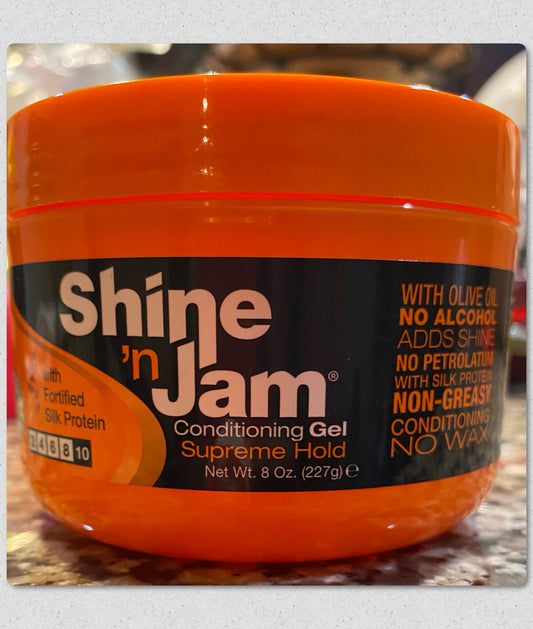 Shine
'n
Jam®
Conditioning Gel
Supreme Hold
Net Wt. 8 Oz. (227g) ℮
with
Fortified
Silk Protein
2 4 6 8 10
WITH OLIVE OIL
NO ALCOHOL
ADDS SHINE
NO PETROLATUM
WITH SILK PROTEIN
NON-GREASY
CONDITIONING
NO WAX